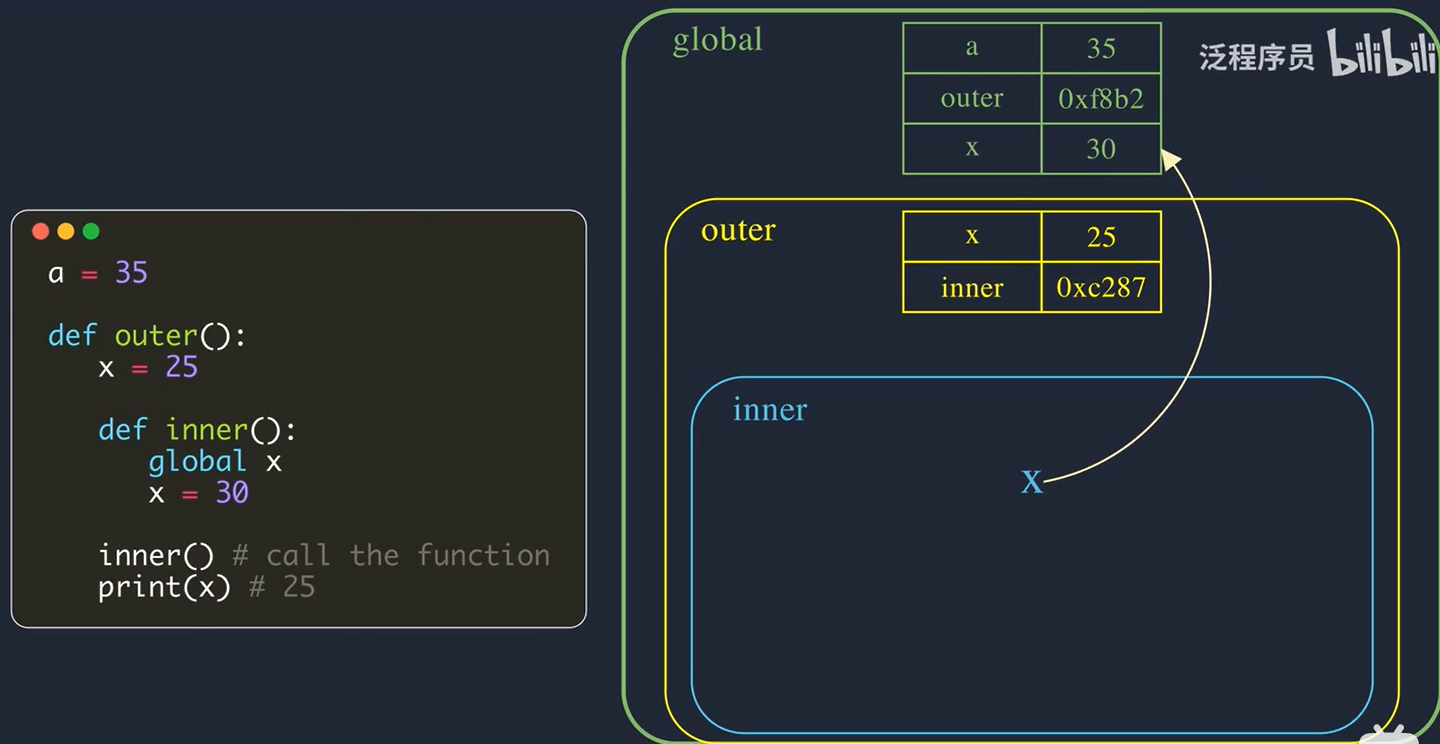 a = 35
def outer():
x = 25
def inner():
global x
x = 30
inner() # call the function
print(x) # 25
global
a 35
outer 0xf8b2
x 30
泛程序员 bilibili
outer
x 25
inner 0xc287
inner
x